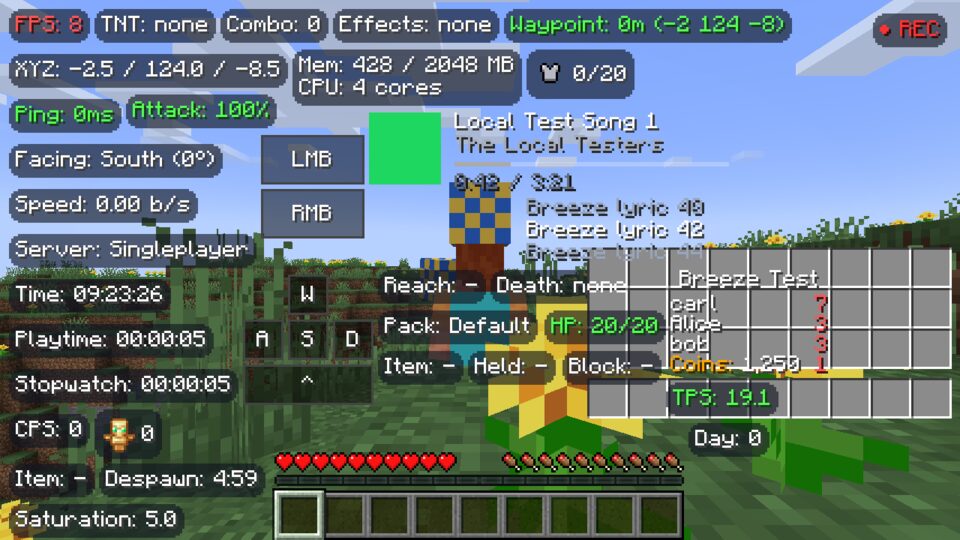 FPS: 8
TNT: none
Combo: 0
Effects: none
Waypoint: 0m (-2 124 -8)
REC
XYZ: -2.5 / 124.0 / -8.5
Mem: 428 / 2048 MB
CPU: 4 cores
0/20
Ping: 0ms
Attack: 100%
Local Test Song 1
The Local Testers
0:42 / 3:21
Facing: South (0°)
LMB
RMB
Speed: 0.00 b/s
Breeze lyric 40
Breeze lyric 42
Breeze lyric 44
Server: Singleplayer
Time: 09:23:26
W
A
S
D
^
Reach: -
Death: none
Breeze Test
carl 7
Alice 3
bob 3
Coins: 1,250 1
Playtime: 00:00:05
Pack: Default
HP: 20/20
Item: -
Held: -
Block: -
Stopwatch: 00:00:05
TPS: 19.1
CPS: 0
0
Day: 0
Item: -
Despawn: 4:59
Saturation: 5.0